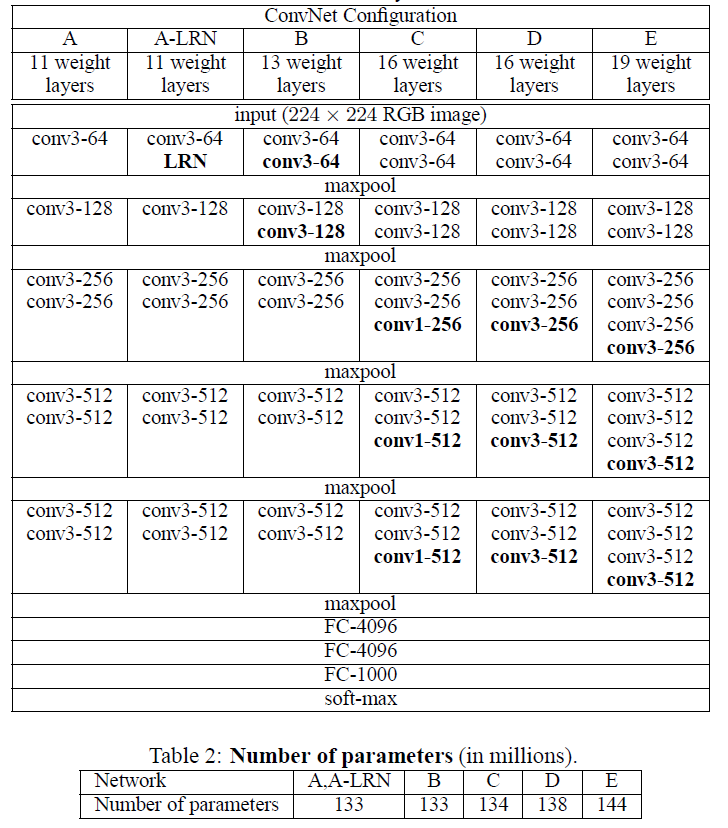 ConvNet Configuration
A A-LRN B C D E
11 weight 11 weight 13 weight 16 weight 16 weight 19 weight
layers layers layers layers layers layers
input (224 × 224 RGB image)
conv3-64 conv3-64 conv3-64 conv3-64 conv3-64 conv3-64
LRN conv3-64 conv3-64 conv3-64 conv3-64
maxpool
conv3-128 conv3-128 conv3-128 conv3-128 conv3-128 conv3-128
conv3-128 conv3-128 conv3-128 conv3-128
maxpool
conv3-256 conv3-256 conv3-256 conv3-256 conv3-256 conv3-256
conv3-256 conv3-256 conv3-256 conv3-256 conv3-256 conv3-256
conv1-256 conv3-256 conv3-256
conv3-256
maxpool
conv3-512 conv3-512 conv3-512 conv3-512 conv3-512 conv3-512
conv3-512 conv3-512 conv3-512 conv3-512 conv3-512 conv3-512
conv1-512 conv3-512 conv3-512
conv3-512
maxpool
conv3-512 conv3-512 conv3-512 conv3-512 conv3-512 conv3-512
conv3-512 conv3-512 conv3-512 conv3-512 conv3-512 conv3-512
conv1-512 conv3-512 conv3-512
conv3-512
maxpool
FC-4096
FC-4096
FC-1000
soft-max
Table 2: Number of parameters (in millions).
Network A,A-LRN B C D E
Number of parameters 133 133 134 138 144